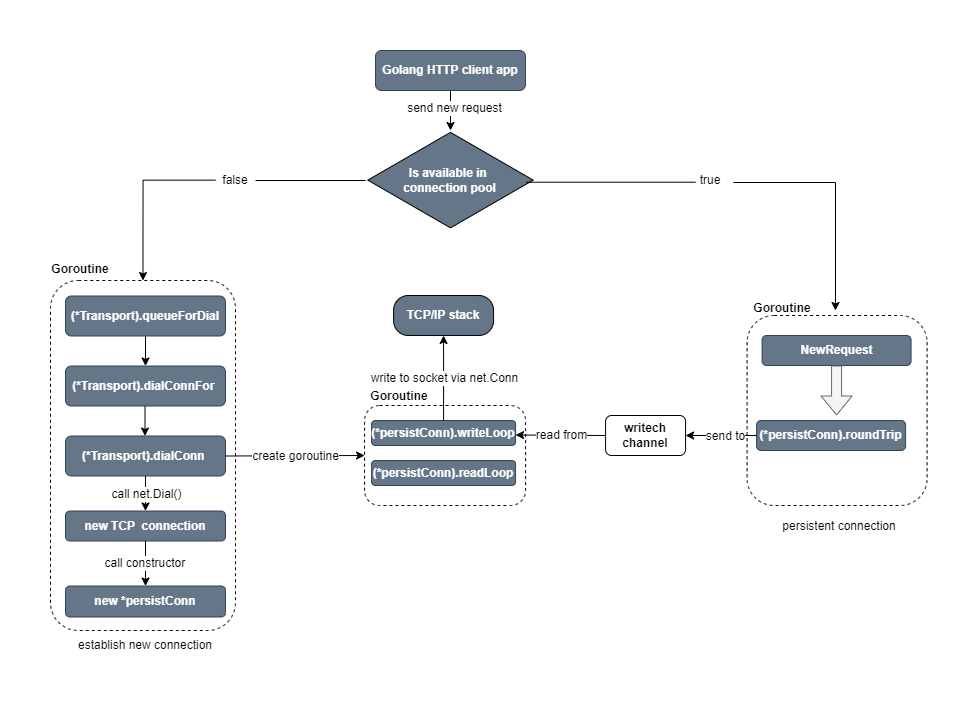 Golang HTTP client app
send new request
Is available in
connection pool
false
true
Goroutine
(*Transport).queueForDial
(*Transport).dialConnFor
(*Transport).dialConn
call net.Dial()
new TCP connection
call constructor
new *persistConn
establish new connection
create goroutine
TCP/IP stack
write to socket via net.Conn
Goroutine
(*persistConn).writeLoop
(*persistConn).readLoop
read from
writech
channel
send to
Goroutine
NewRequest
(*persistConn).roundTrip
persistent connection